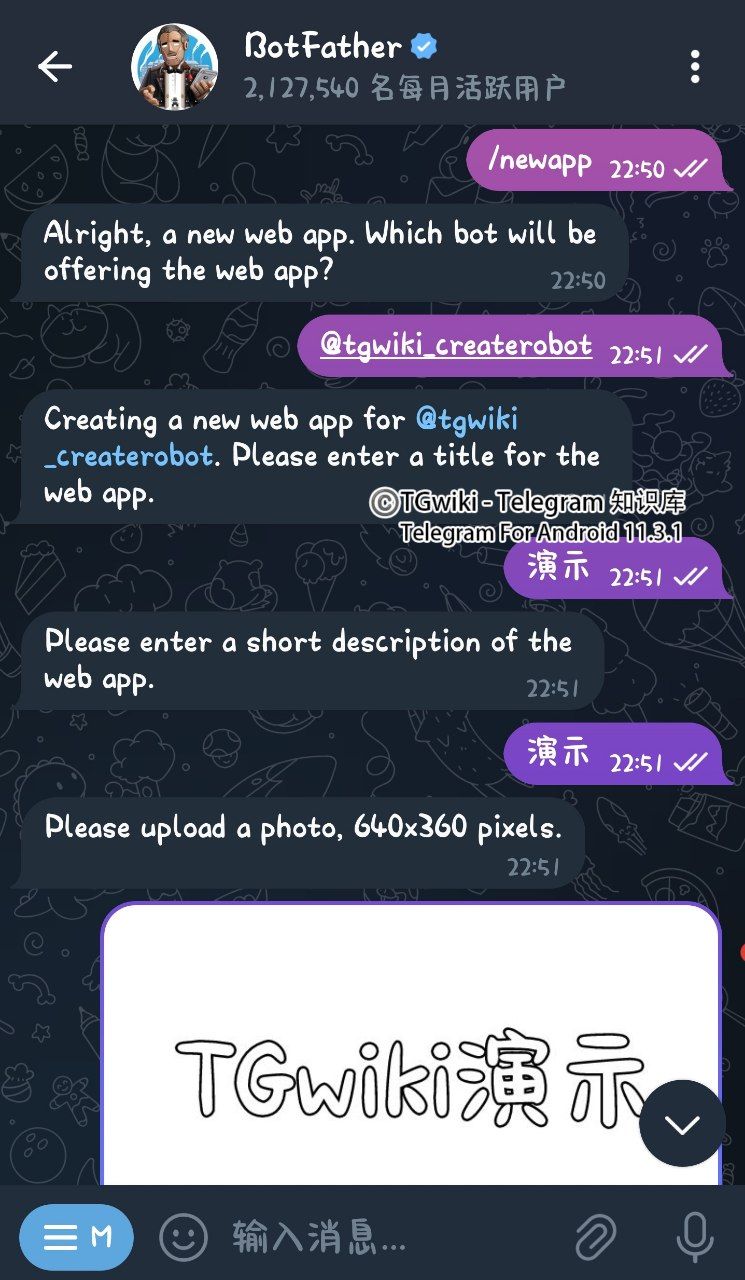 BotFather
2,127,540 名每月活跃用户
/newapp 22:50
Alright, a new web app. Which bot will be
offering the web app?
22:50
@tgwiki_createrobot 22:51
Creating a new web app for @tgwiki
_createrobot. Please enter a title for the
web app.
©TGwiki - Telegram 知识库
Telegram For Android 11.3.1
演示 22:51
Please enter a short description of the
web app.
22:51
演示 22:51
Please upload a photo, 640x360 pixels.
22:51
TGwiki演示
M 输入消息...